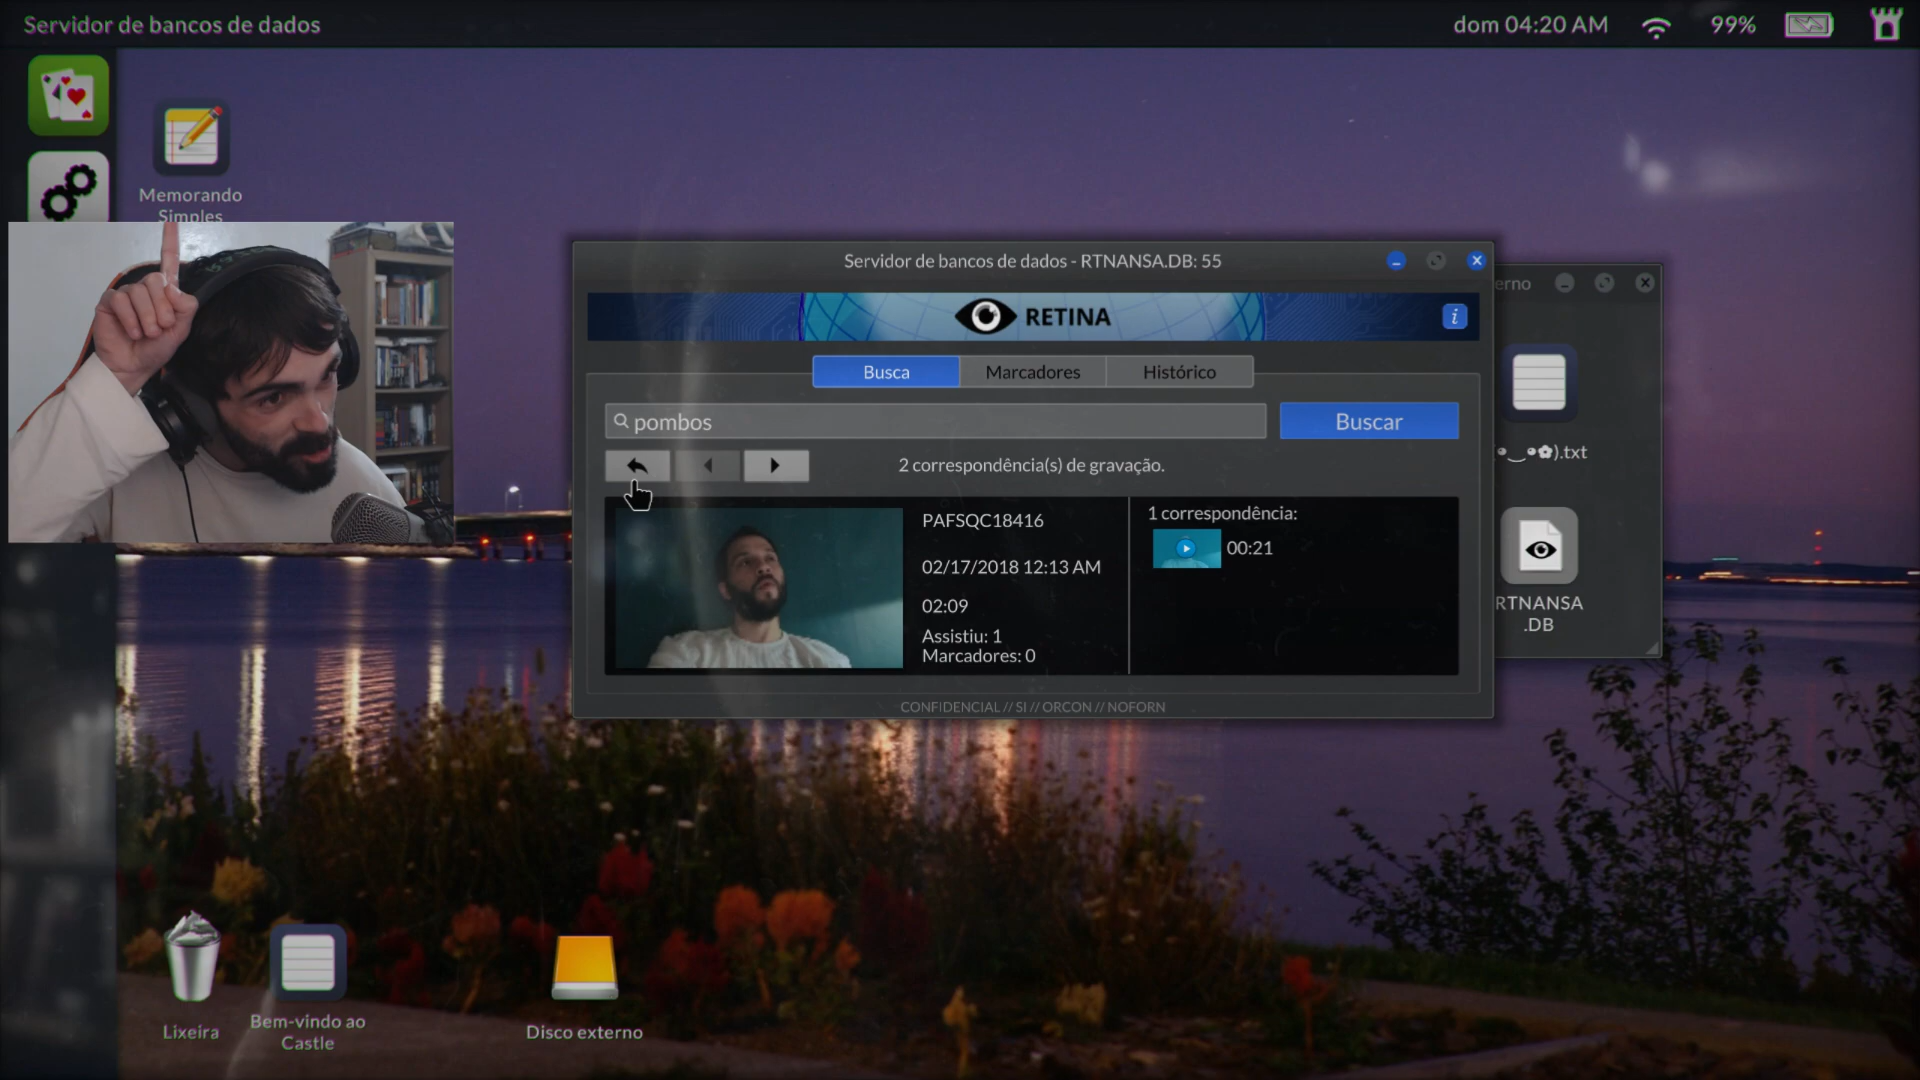 Servidor de bancos de dados
dom 04:20 AM
99%
Memorando
Simples
Servidor de bancos de dados - RTNANSA.DB: 55
erno
RETINA
i
Busca
Marcadores
Histórico
pombos
Buscar
2 correspondência(s) de gravação.
PAFSQC18416
02/17/2018 12:13 AM
02:09
Assistiu: 1
Marcadores: 0
1 correspondência:
00:21
CONFIDENCIAL // SI // ORCON // NOFORN
•‿•✿).txt
RTNANSA
.DB
Lixeira
Bem-vindo ao
Castle
Disco externo